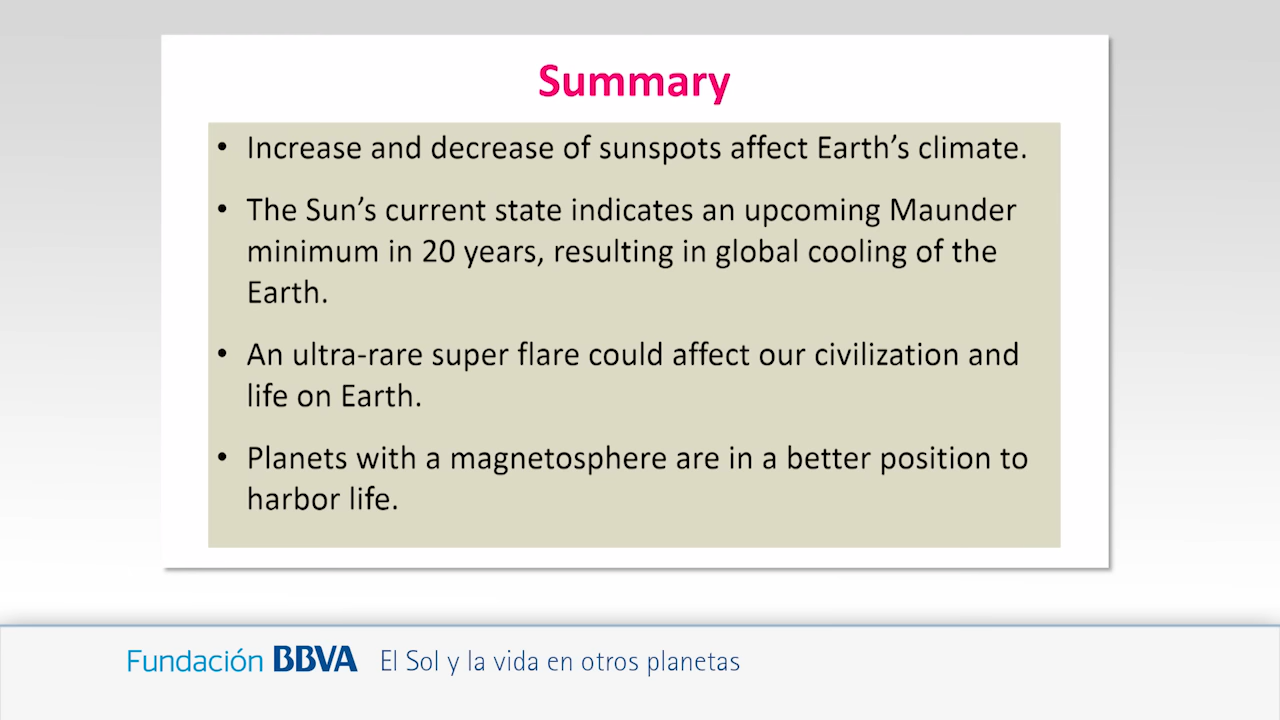 Summary
• Increase and decrease of sunspots affect Earth’s climate.
• The Sun’s current state indicates an upcoming Maunder
minimum in 20 years, resulting in global cooling of the
Earth.
• An ultra-rare super flare could affect our civilization and
life on Earth.
• Planets with a magnetosphere are in a better position to
harbor life.
Fundación BBVA El Sol y la vida en otros planetas